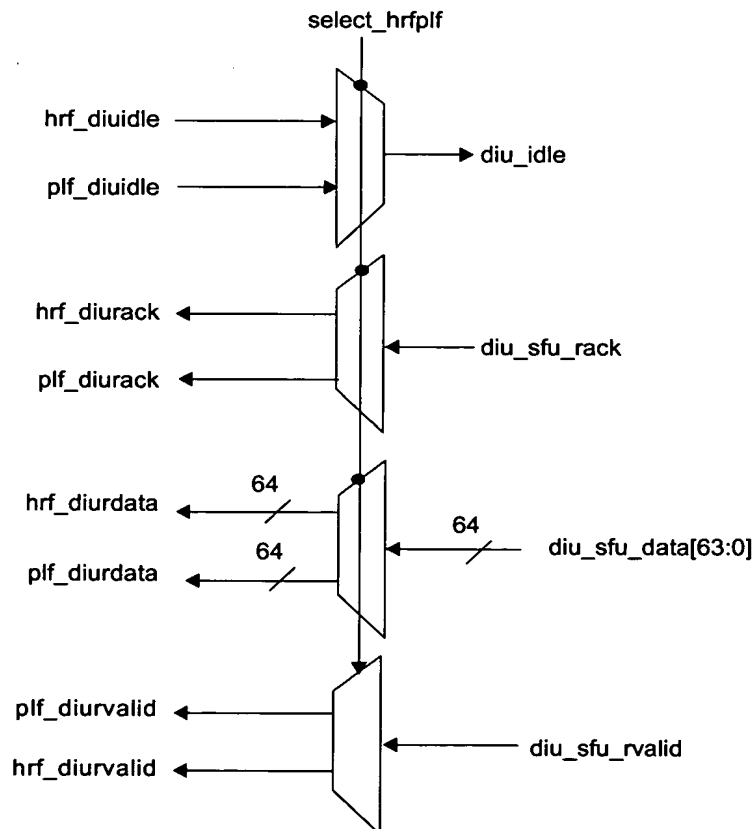 select_hrfplf
hrf_diuidle
diu_idle
plf_diuidle
hrf_diurack
diu_sfu_rack
plf_diurack
64
hrf_diurdata
64
64
diu_sfu_data[63:0]
plf_diurdata
plf_diurvalid
diu_sfu_rvalid
hrf_diurvalid